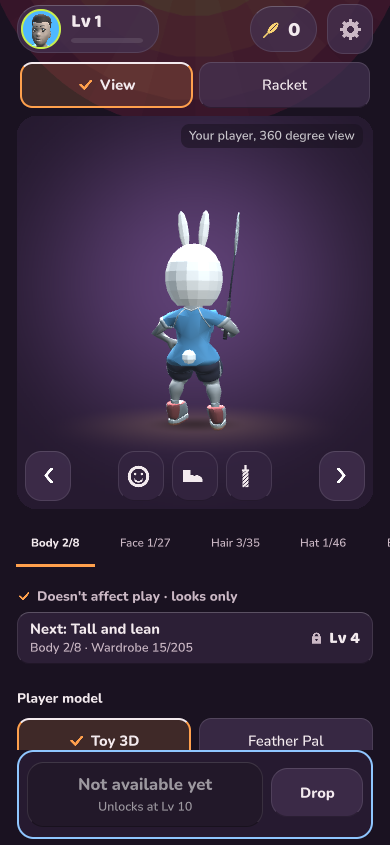 Lv 1
0
View
Racket
Your player, 360 degree view
Body 2/8
Face 1/27
Hair 3/35
Hat 1/46
Doesn't affect play · looks only
Next: Tall and lean
Body 2/8 · Wardrobe 15/205
Lv 4
Player model
Toy 3D
Feather Pal
Not available yet
Unlocks at Lv 10
Drop